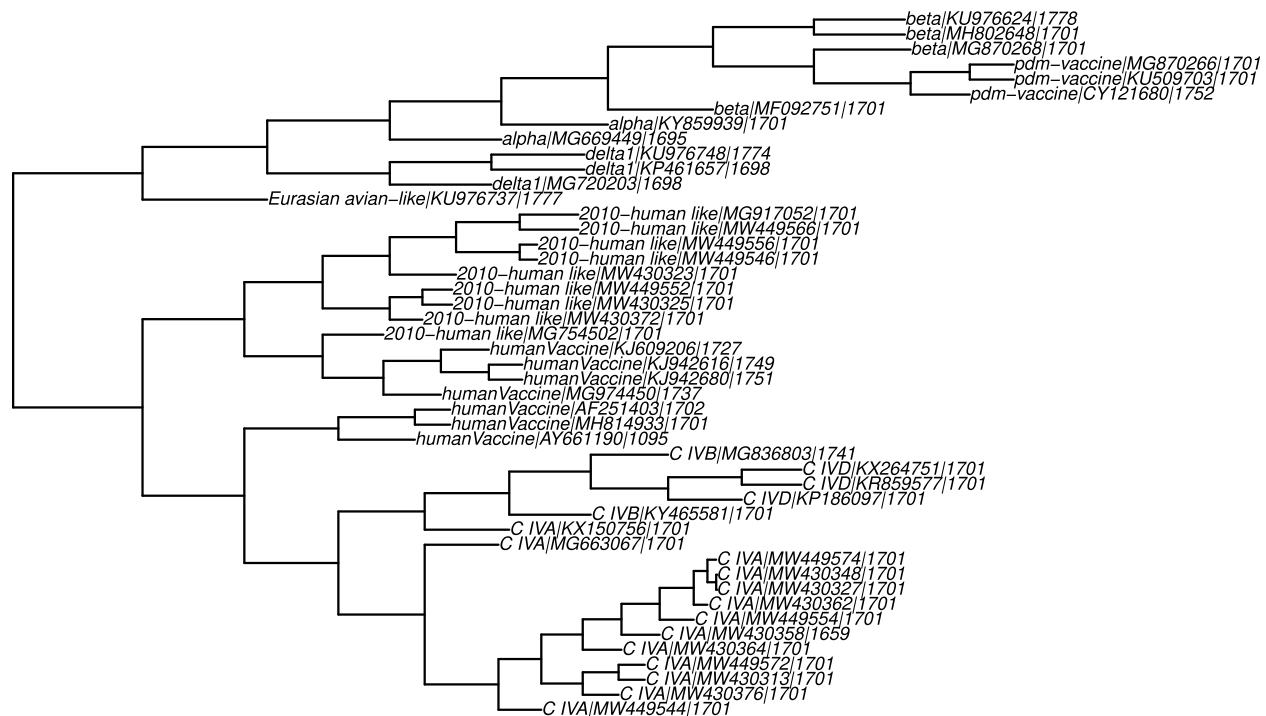 beta|KU976624|1778
beta|MH802648|1701
beta|MG870268|1701
pdm−vaccine|MG870266|1701
pdm−vaccine|KU509703|1701
pdm−vaccine|CY121680|1752
beta|MF092751|1701
alpha|KY859939|1701
alpha|MG669449|1695
delta1|KU976748|1774
delta1|KP461657|1698
delta1|MG720203|1698
Eurasian avian−like|KU976737|1777
2010−human like|MG917052|1701
2010−human like|MW449566|1701
2010−human like|MW449556|1701
2010−human like|MW449546|1701
2010−human like|MW430323|1701
2010−human like|MW449552|1701
2010−human like|MW430325|1701
2010−human like|MW430372|1701
2010−human like|MG754502|1701
humanVaccine|KJ609206|1727
humanVaccine|KJ942616|1749
humanVaccine|KJ942680|1751
humanVaccine|MG974450|1737
humanVaccine|AF251403|1702
humanVaccine|MH814933|1701
humanVaccine|AY661190|1095
C IVB|MG836803|1741
C IVD|KX264751|1701
C IVD|KR859577|1701
C IVD|KP186097|1701
C IVB|KY465581|1701
C IVA|KX150756|1701
C IVA|MG663067|1701
C IVA|MW449574|1701
C IVA|MW430348|1701
C IVA|MW430327|1701
C IVA|MW430362|1701
C IVA|MW449554|1701
C IVA|MW430358|1659
C IVA|MW430364|1701
C IVA|MW449572|1701
C IVA|MW430313|1701
C IVA|MW430376|1701
C IVA|MW449544|1701